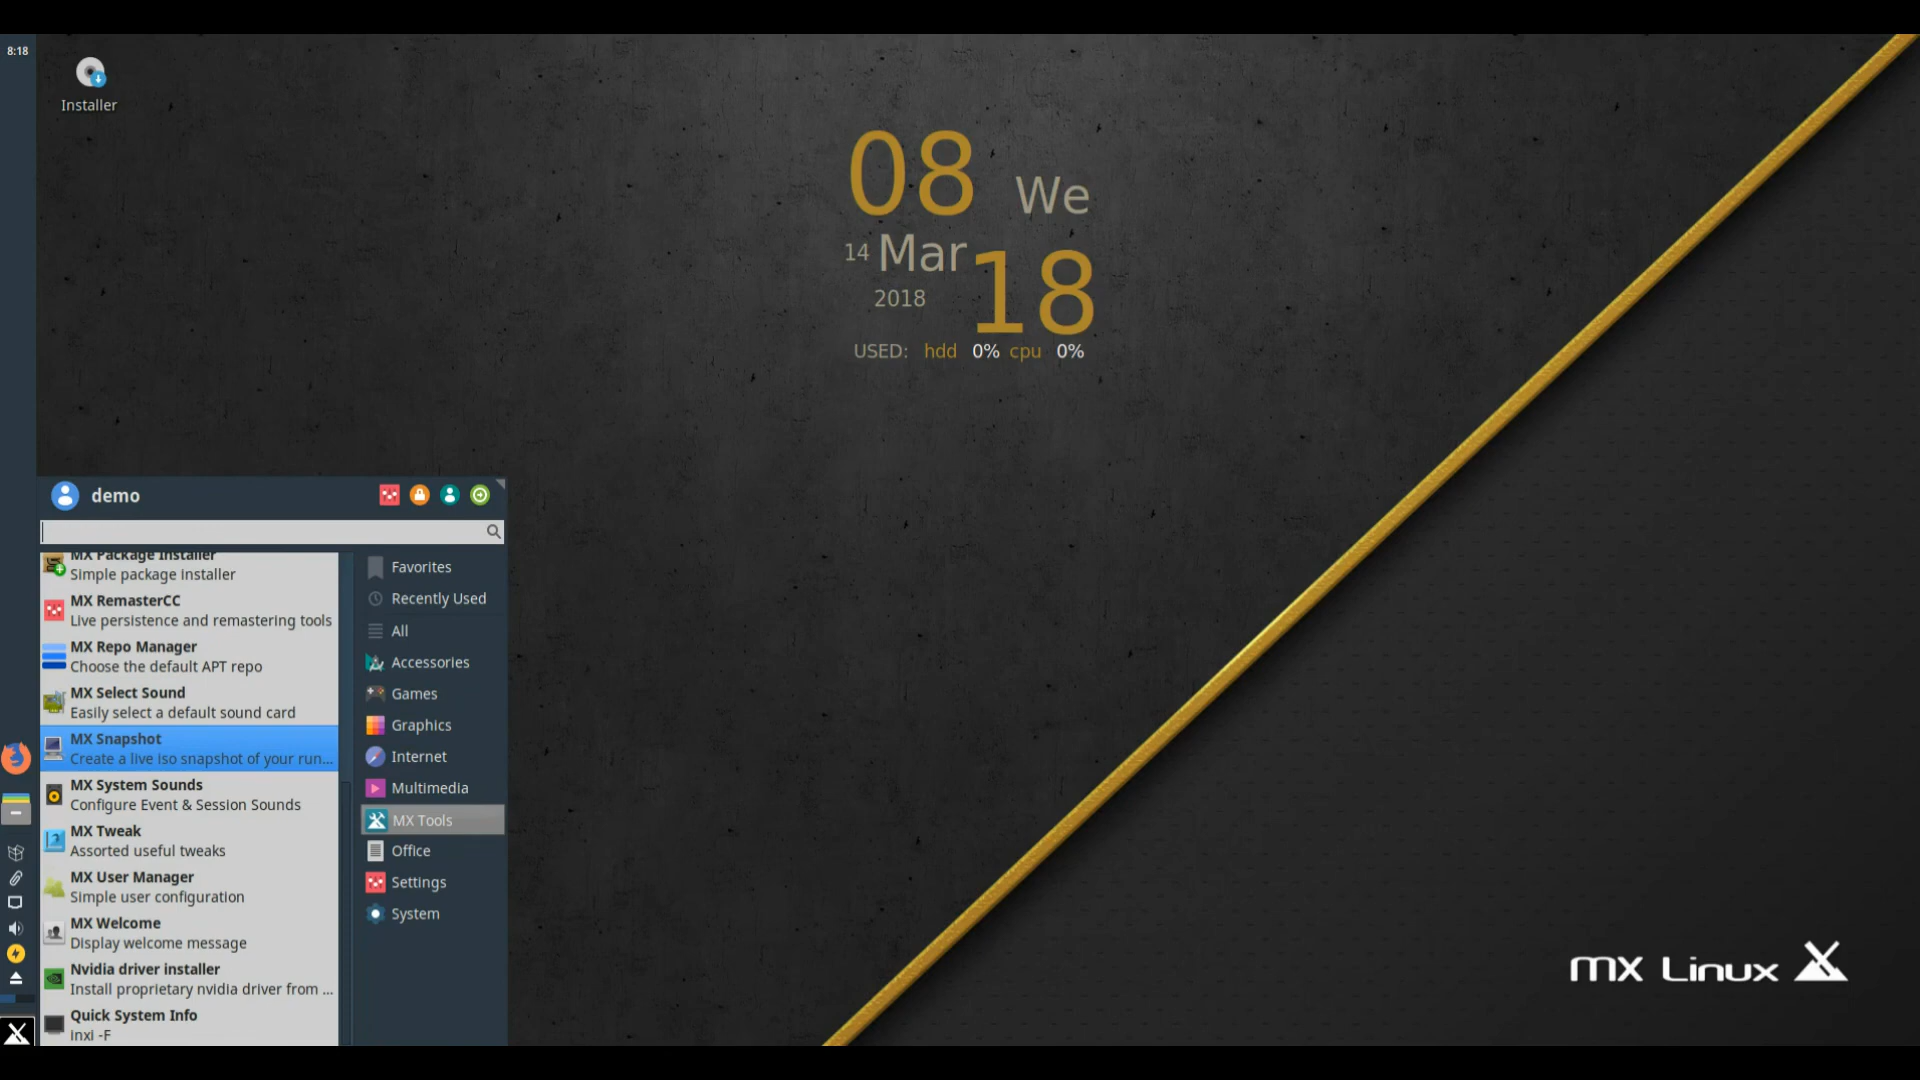 8:18
Installer
08 We
14 Mar 18
2018
USED: hdd 0% cpu 0%
demo
MX Package Installer
Simple package installer
MX RemasterCC
Live persistence and remastering tools
MX Repo Manager
Choose the default APT repo
MX Select Sound
Easily select a default sound card
MX Snapshot
Create a live iso snapshot of your run...
MX System Sounds
Configure Event & Session Sounds
MX Tweak
Assorted useful tweaks
MX User Manager
Simple user configuration
MX Welcome
Display welcome message
Nvidia driver installer
Install proprietary nvidia driver from ...
Quick System Info
inxi -F
Favorites
Recently Used
All
Accessories
Games
Graphics
Internet
Multimedia
MX Tools
Office
Settings
System
MX Linux